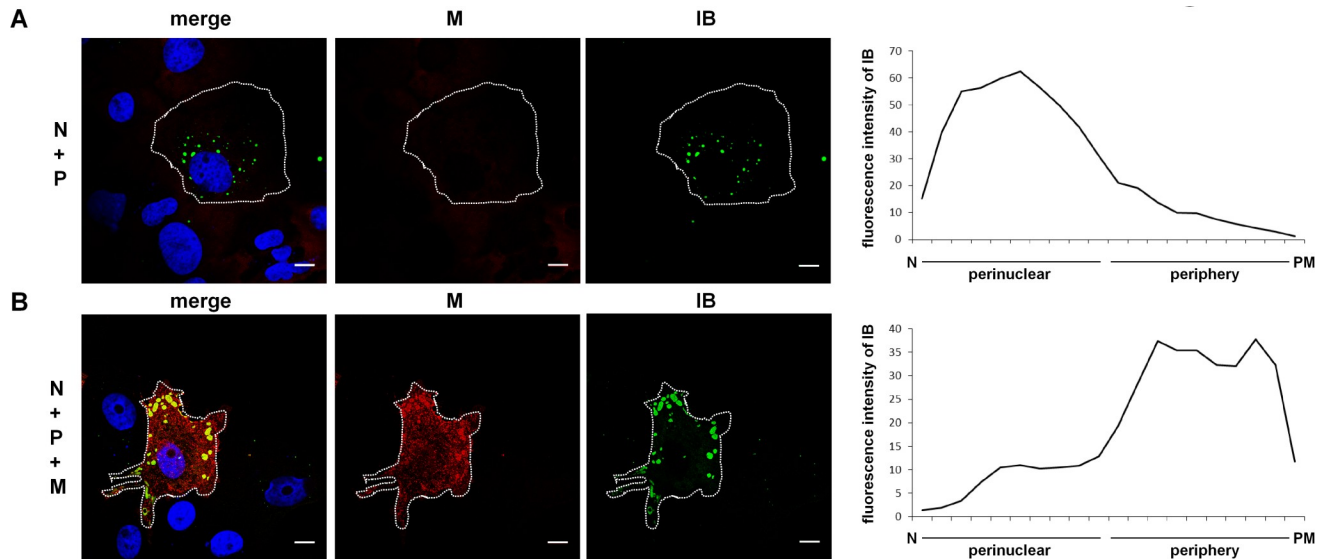 A
merge
M
IB
N
+
P
fluorescence intensity of IB
70
60
50
40
30
20
10
0
N
perinuclear
periphery
PM
B
merge
M
IB
N
+
P
+
M
fluorescence intensity of IB
40
35
30
25
20
15
10
5
0
N
perinuclear
periphery
PM